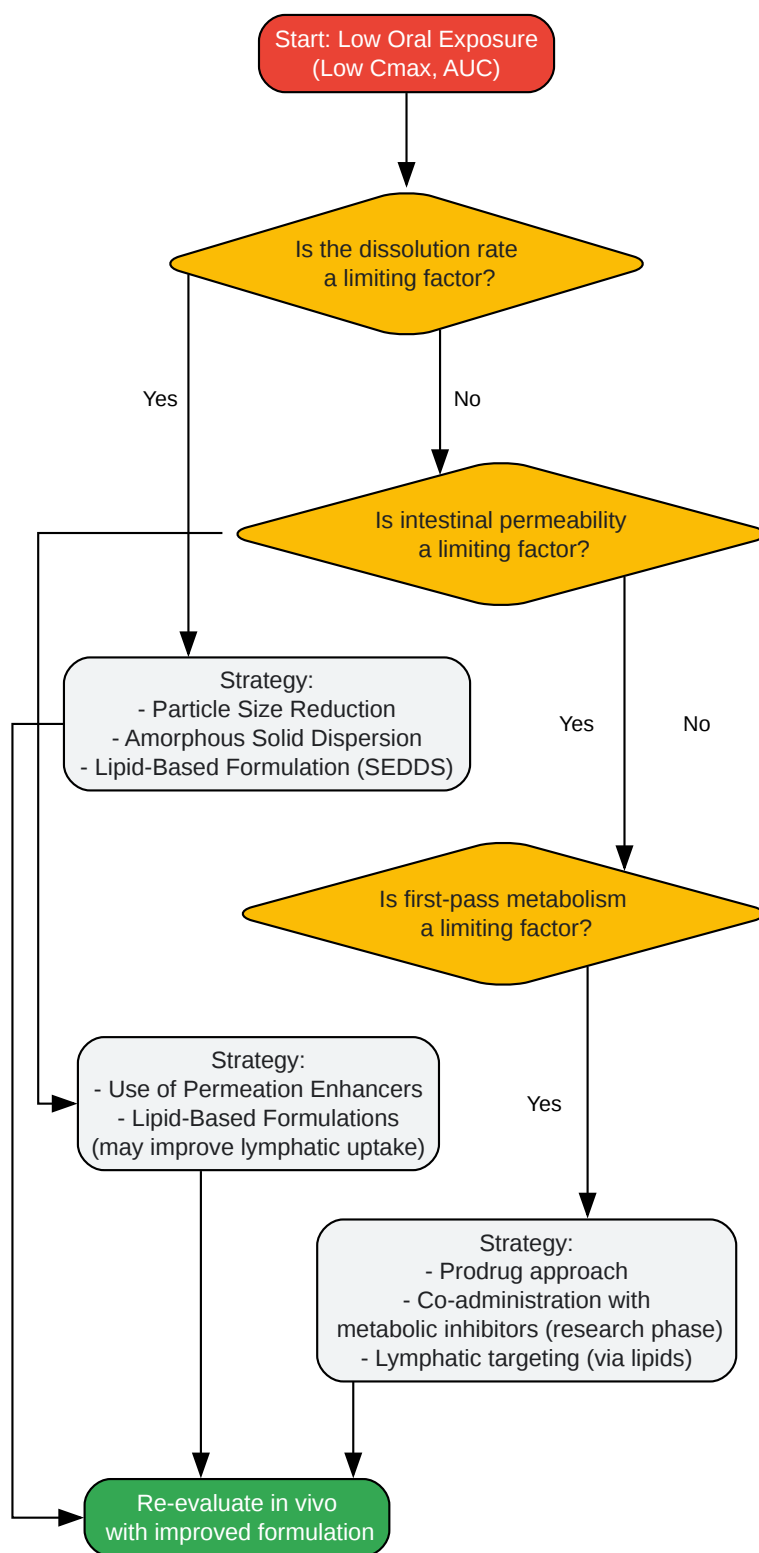 Start: Low Oral Exposure
(Low Cmax, AUC)
Is the dissolution rate
a limiting factor?
Yes
No
Is intestinal permeability
a limiting factor?
Strategy:
- Particle Size Reduction
- Amorphous Solid Dispersion
- Lipid-Based Formulation (SEDDS)
Yes
No
Is first-pass metabolism
a limiting factor?
Strategy:
- Use of Permeation Enhancers
- Lipid-Based Formulations
(may improve lymphatic uptake)
Yes
Strategy:
- Prodrug approach
- Co-administration with
metabolic inhibitors (research phase)
- Lymphatic targeting (via lipids)
Re-evaluate in vivo
with improved formulation